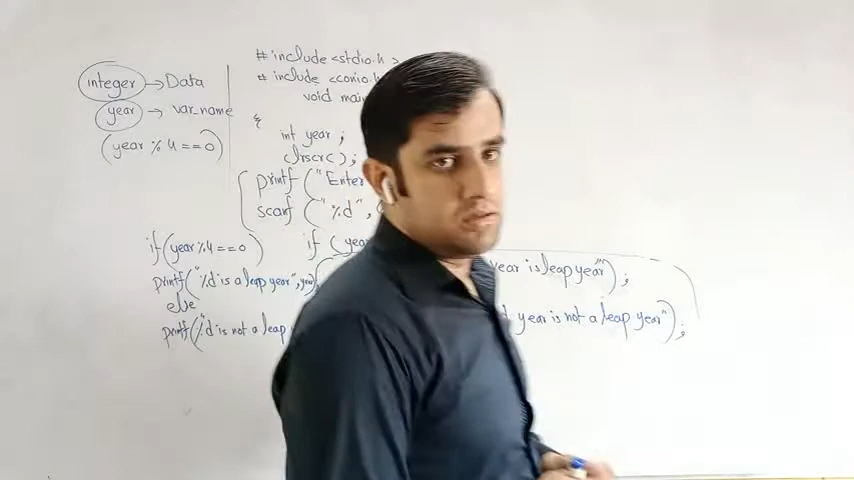 integer → Data
year → var_name
(year % 4 == 0)
if (year % 4 == 0)
printf("%d is a leap year", year);
else
printf("%d is not a leap
# include <stdio.h>
# include <conio.h
void main
{
int year ;
clrscr( ) ;
printf ("Enter
scanf ("%d",
if (year
year is leap year") ;
year is not a leap year") ;